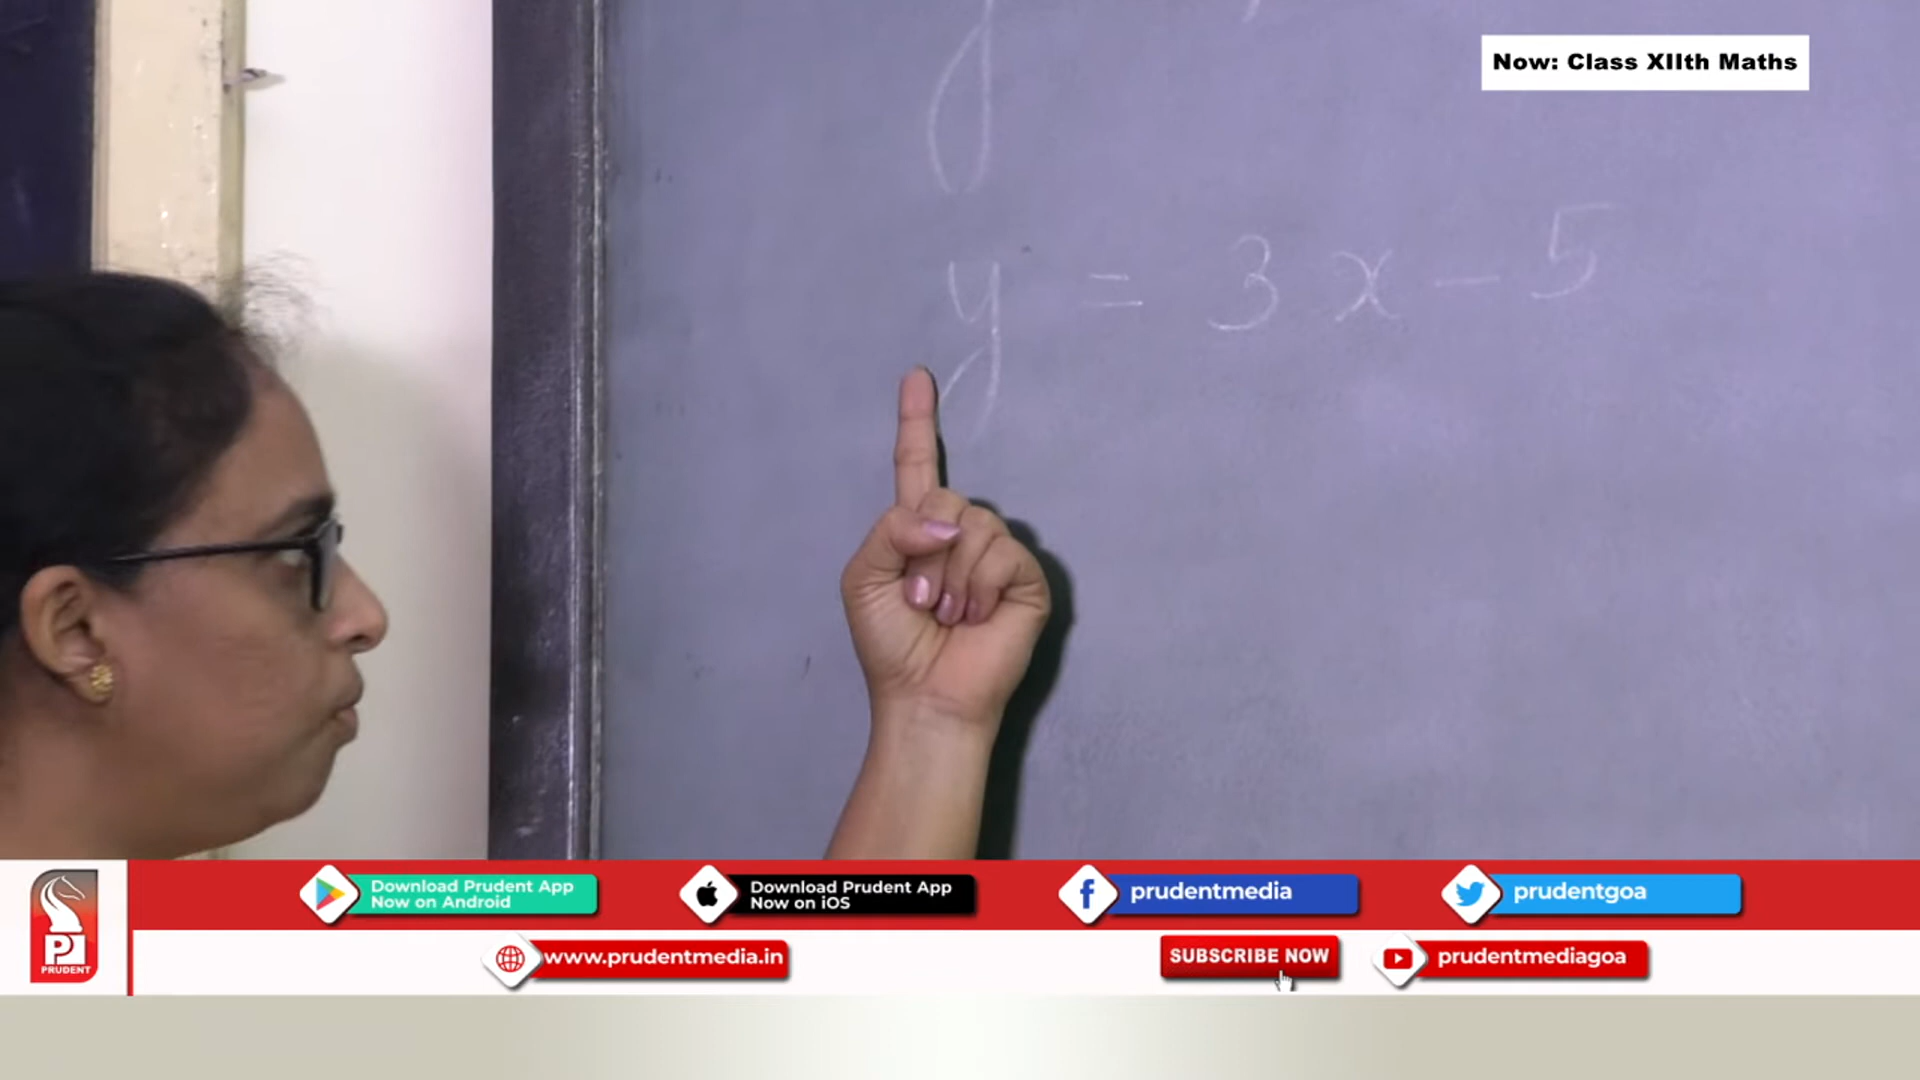 Now: Class XIIth Maths
y
y = 3x - 5
Download Prudent App
Now on Android
Download Prudent App
Now on iOS
prudentmedia
prudentgoa
PRUDENT
www.prudentmedia.in
SUBSCRIBE NOW
prudentmediagoa